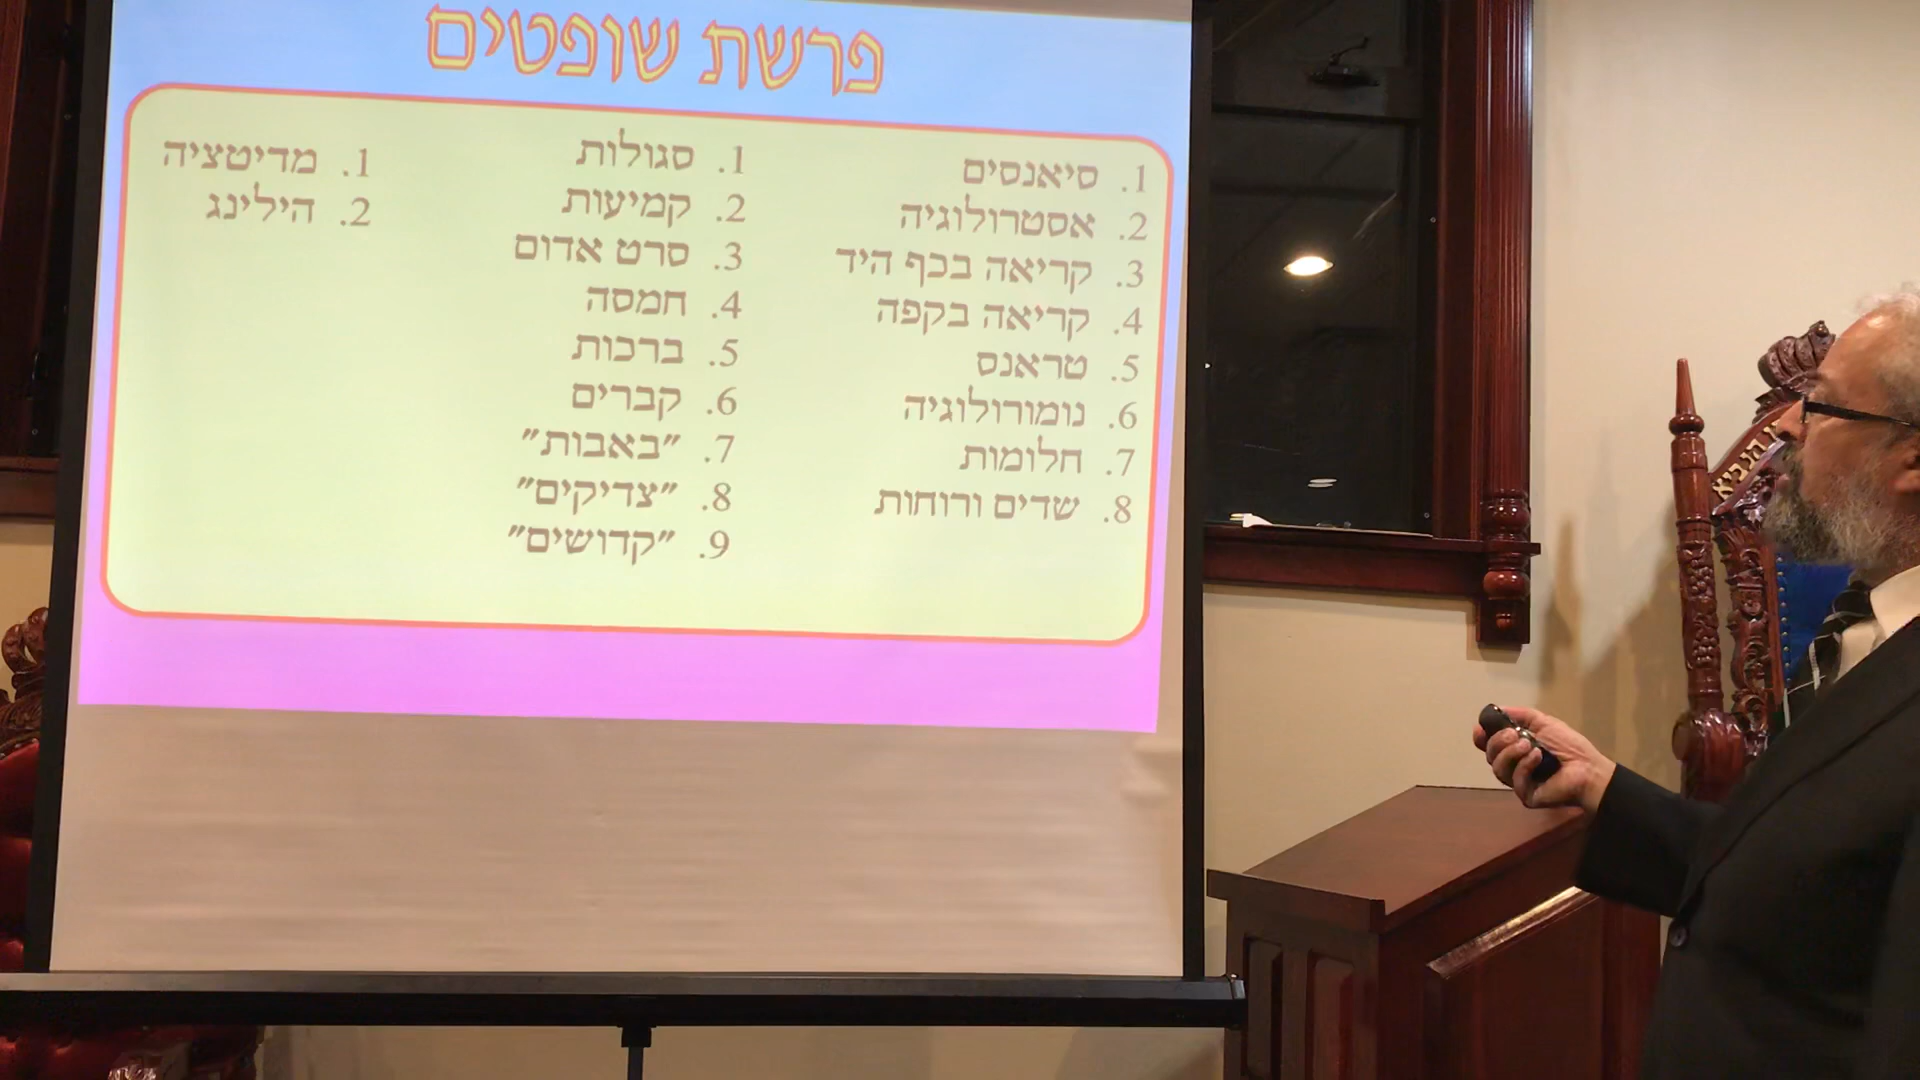 פרשת שופטים
1. סיאנסים
2. אסטרולוגיה
3. קריאה בכף היד
4. קריאה בקפה
5. טראנס
6. נומורולוגיה
7. חלומות
8. שדים ורוחות
1. סגולות
2. קמיעות
3. סרט אדום
4. חמסה
5. ברכות
6. קברים
7. "באבות"
8. "צדיקים"
9. "קדושים"
1. מדיטציה
2. הילינג